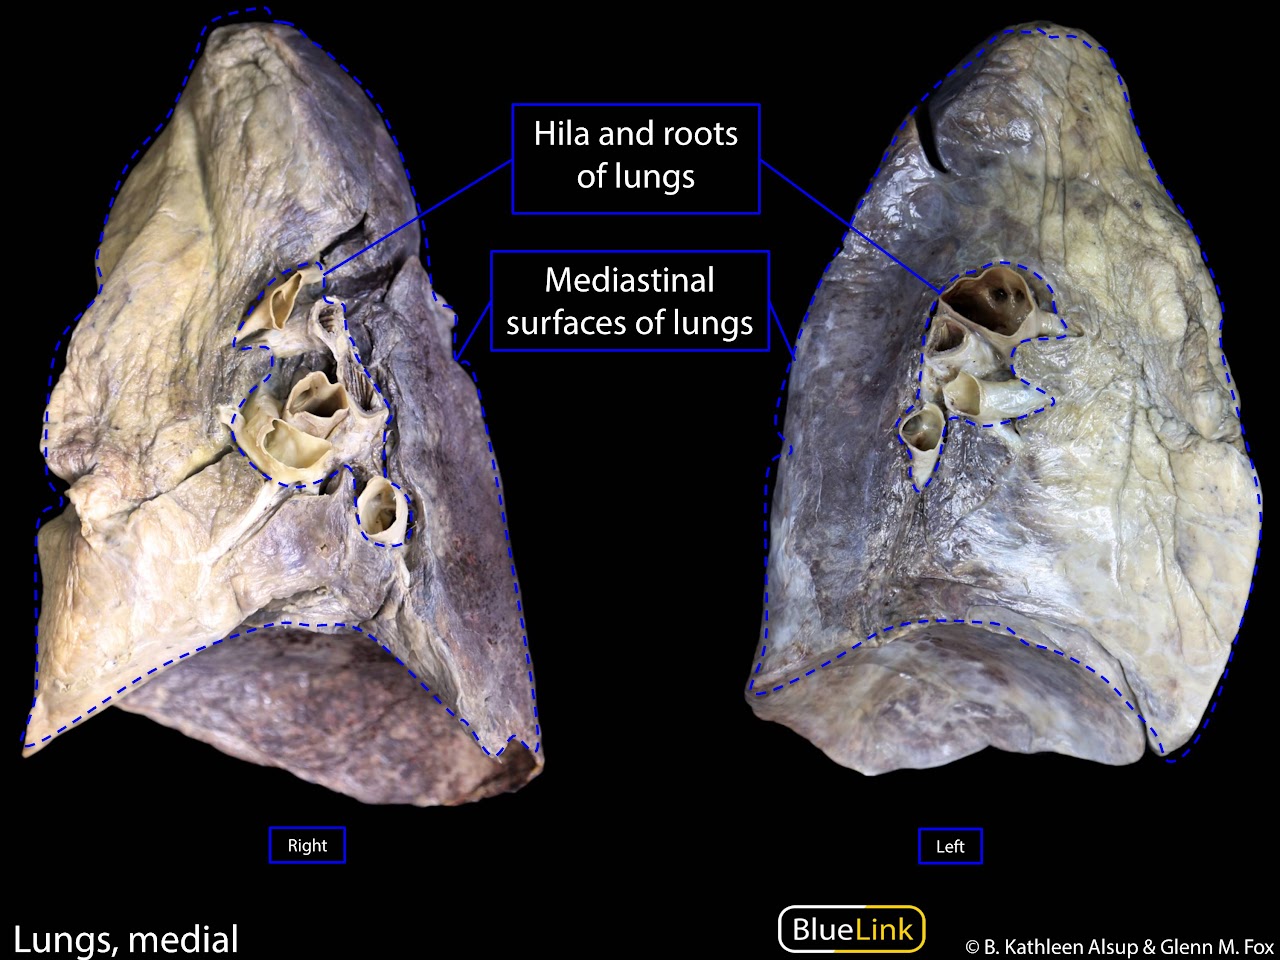 Hila and roots
of lungs
Mediastinal
surfaces of lungs
Right
Left
Lungs, medial
BlueLink
© B. Kathleen Alsup & Glenn M. Fox